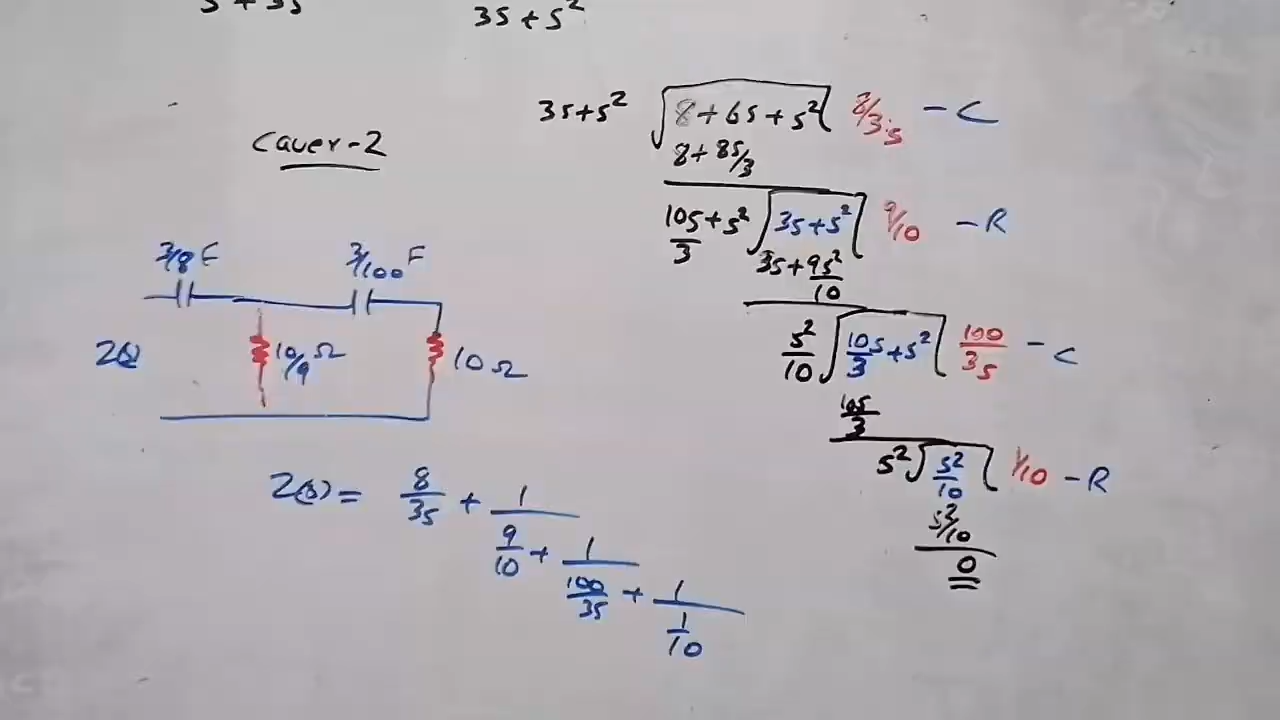 3s + s²
3s+s² 8+6s+s² 8/3s - C
Cauer-2
8+8s/3
10s/3 +s² 3s+s² 9/10 - R
3s+9s²/10
3/8 F 3/100 F
s²/10 10/3 s+s² 100/3s - C
Z(s) 10/9 Ω 10 Ω
10s/3
s² s²/10 1/10 - R
Z(s) = 8/3s + 1
s²/10
9/10 + 1
0
100/3s + 1
1/10